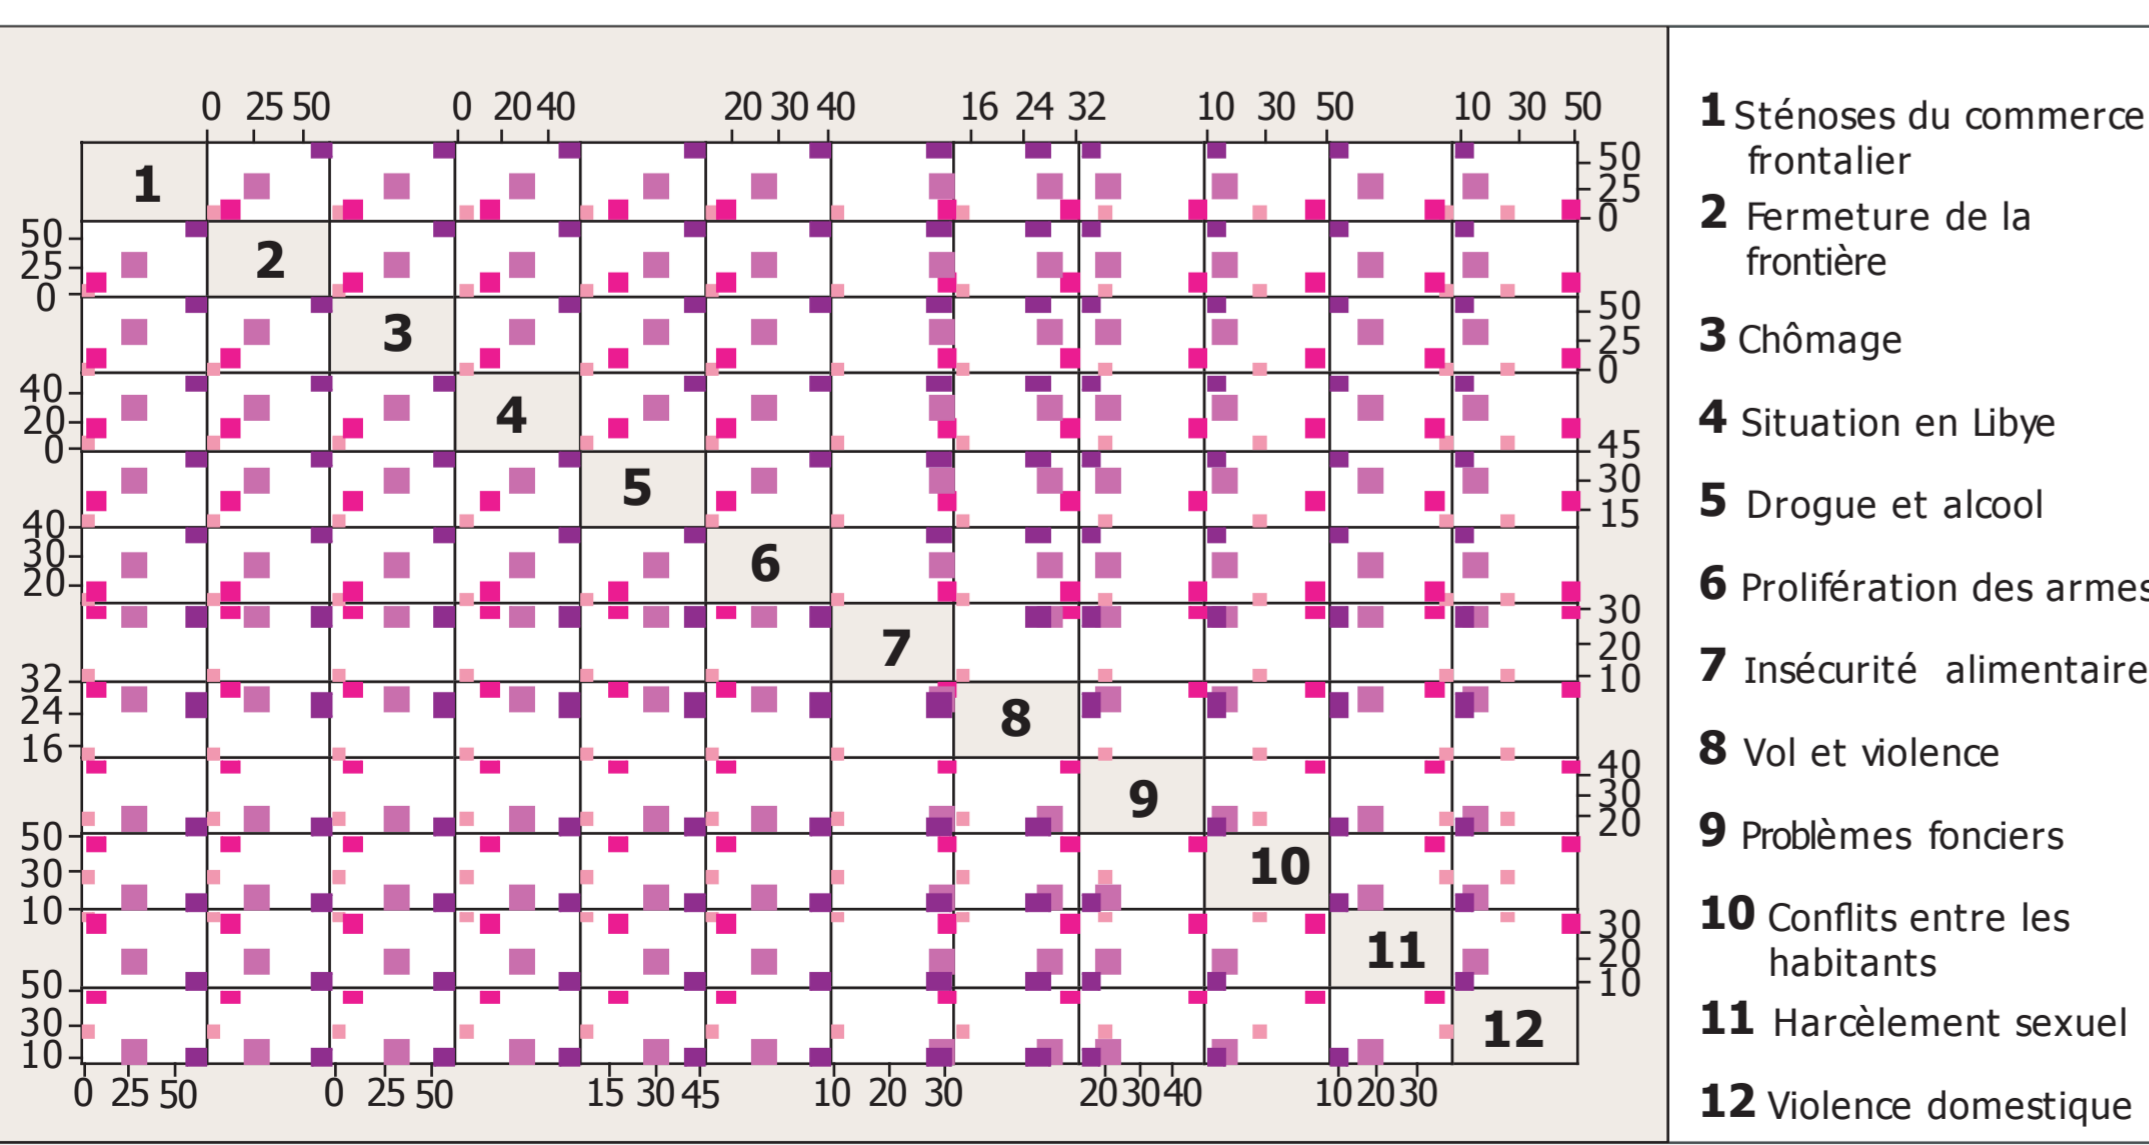 0 25 50 0 20 40 20 30 40 16 24 32 10 30 50 10 30 50
1 50
25
0
50 2
25
0
3 50
25
0
40 4
20
0 45
5 30
15
40 6
30
20
7 30
20
10
32 8
24
16
9 40
30
20
50 10
30
10
11 30
20
10
50 12
30
10
0 25 50 0 25 50 15 30 45 10 20 30 20 30 40 10 20 30
1 Sténoses du commerce
frontalier
2 Fermeture de la
frontière
3 Chômage
4 Situation en Libye
5 Drogue et alcool
6 Prolifération des armes
7 Insécurité alimentaire
8 Vol et violence
9 Problèmes fonciers
10 Conflits entre les
habitants
11 Harcèlement sexuel
12 Violence domestique